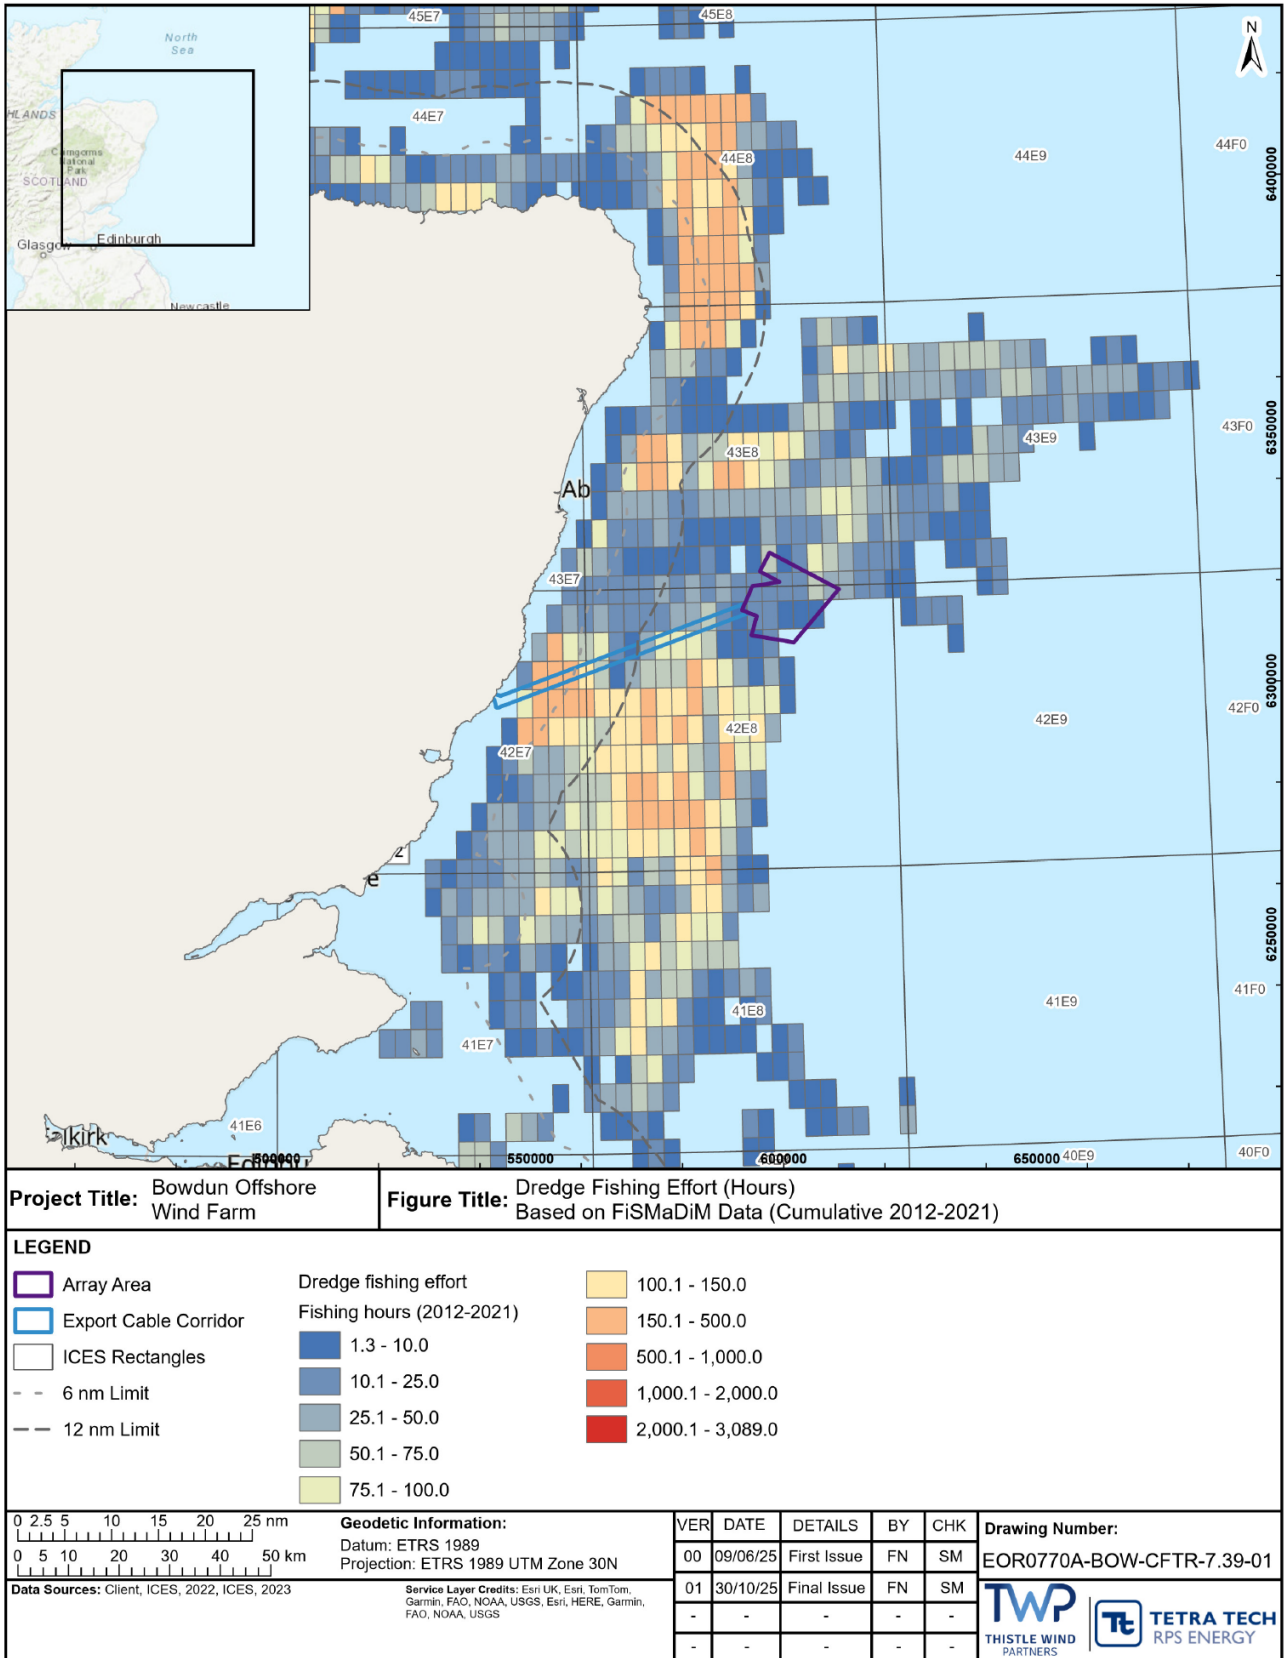 North
Sea
HLANDS
Cairngorms
National
Park
SCOTLAND
Glasgow
Edinburgh
Newcastle
45E7
45E8
N
44E7
44E8
44E9
44F0
6400000
43E8
43E9
43F0
6350000
Ab
43E7
6300000
42E7
42E8
42E9
42F0
2
e
6250000
41E7
41E8
41E9
41F0
41E6
lkirk
Edinbu
500000
550000
600000
650000
40E9
40F0
Project Title: Bowdun Offshore
Wind Farm
Figure Title: Dredge Fishing Effort (Hours)
Based on FiSMaDiM Data (Cumulative 2012-2021)
LEGEND
Array Area
Export Cable Corridor
ICES Rectangles
6 nm Limit
12 nm Limit
Dredge fishing effort
Fishing hours (2012-2021)
1.3 - 10.0
10.1 - 25.0
25.1 - 50.0
50.1 - 75.0
75.1 - 100.0
100.1 - 150.0
150.1 - 500.0
500.1 - 1,000.0
1,000.1 - 2,000.0
2,000.1 - 3,089.0
0 2.5 5 10 15 20 25 nm
0 5 10 20 30 40 50 km
Geodetic Information:
Datum: ETRS 1989
Projection: ETRS 1989 UTM Zone 30N
Data Sources: Client, ICES, 2022, ICES, 2023
Service Layer Credits: Esri UK, Esri, TomTom,
Garmin, FAO, NOAA, USGS, Esri, HERE, Garmin,
FAO, NOAA, USGS
VER DATE DETAILS BY CHK
00 09/06/25 First Issue FN SM
01 30/10/25 Final Issue FN SM
- - - - -
- - - - -
Drawing Number:
EOR0770A-BOW-CFTR-7.39-01
TWP
THISTLE WIND
PARTNERS
Tt
TETRA TECH
RPS ENERGY